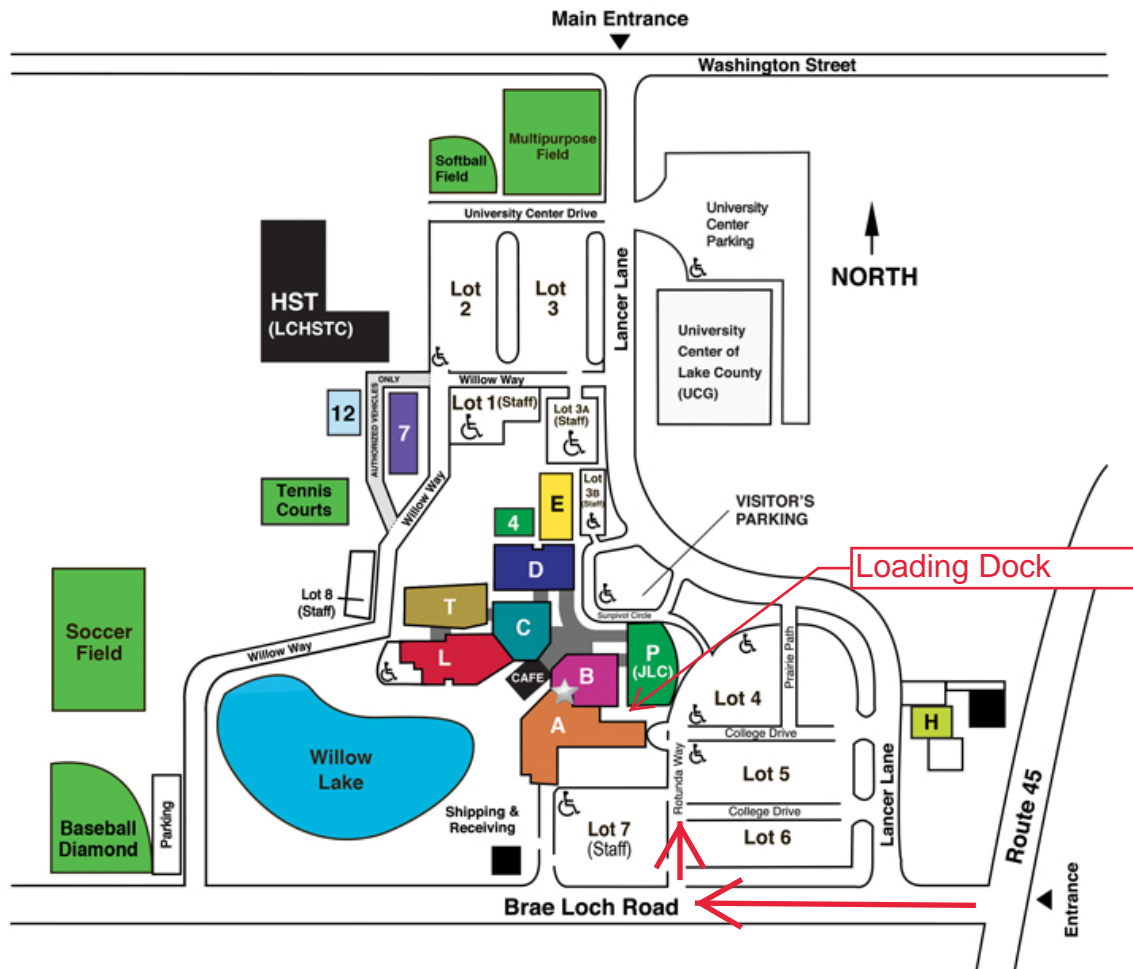 Main Entrance
Washington Street
Multipurpose
Field
Softball
Field
University Center Drive
University
Center
Parking
NORTH
HST
(LCHSTC)
Lot
2
Lot
3
Lancer Lane
University
Center of
Lake County
(UCG)
ONLY
AUTHORIZED VEHICLES
Willow Way
12
7
Lot 1 (Staff)
Lot 3A
(Staff)
Lot
3B
(Staff)
E
4
VISITOR'S
PARKING
Tennis
Courts
Willow Way
D
Loading Dock
Lot 8
(Staff)
T
Sunpivot Circle
C
Soccer
Field
Willow Way
L
P
(JLC)
CAFE
B
Prairie Path
Lot 4
A
H
College Drive
Willow
Lake
Rotunda Way
Lot 5
Lancer Lane
Route 45
Shipping &
Receiving
College Drive
Baseball
Diamond
Parking
Lot 7
(Staff)
Lot 6
Brae Loch Road
Entrance